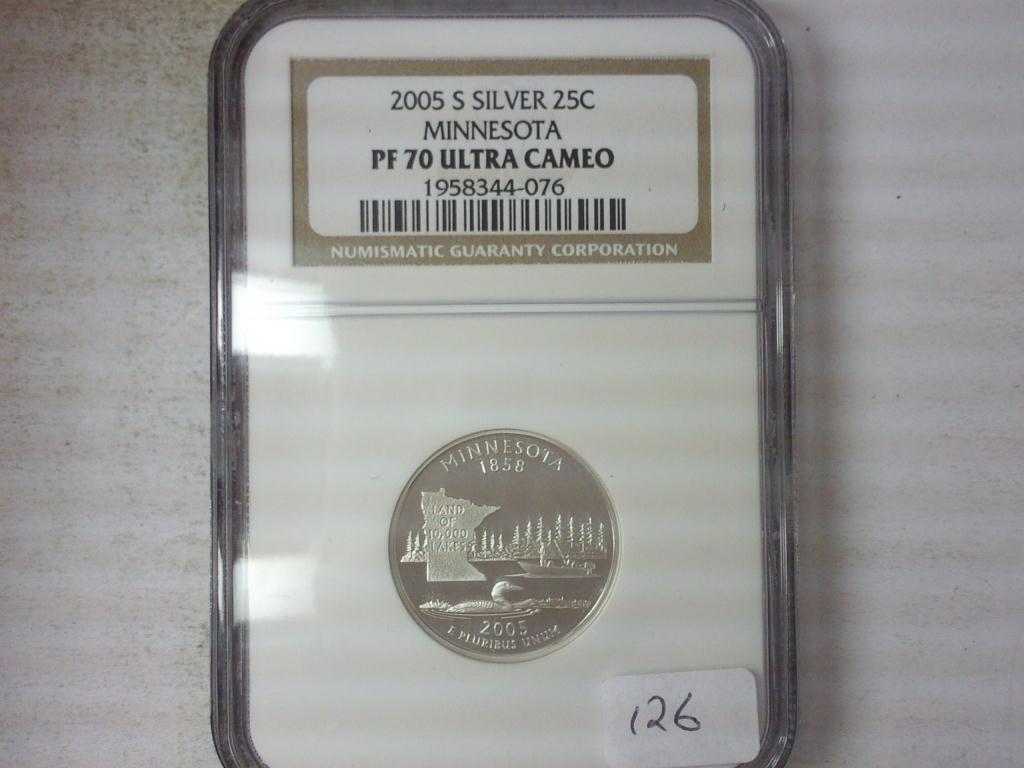 2005 S SILVER 25C
MINNESOTA
PF 70 ULTRA CAMEO
1958344-076
NUMISMATIC GUARANTY CORPORATION
MINNESOTA
1858
LAND
OF
10,000
LAKES
2005
E PLURIBUS UNUM
126